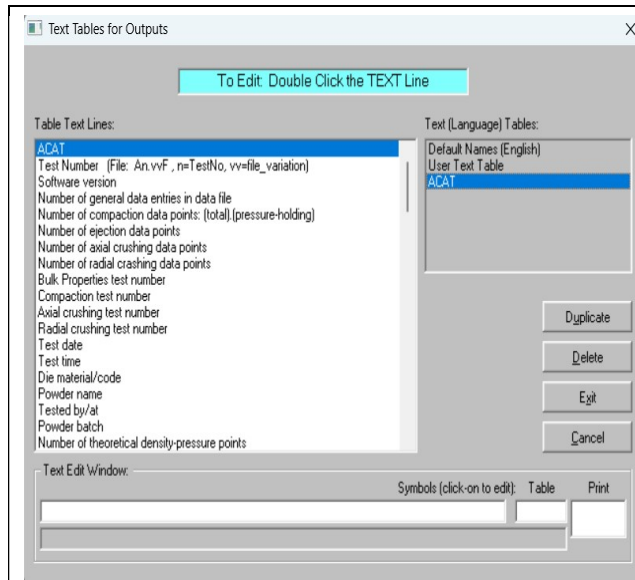 Text Tables for Outputs
To Edit: Double Click the TEXT Line
Table Text Lines:
ACAT
Test Number (File: An.vvF , n=TestNo, vv=file_variation)
Software version
Number of general data entries in data file
Number of compaction data points: (total).(pressure-holding)
Number of ejection data points
Number of axial crushing data points
Number of radial crashing data points
Bulk Properties test number
Compaction test number
Axial crushing test number
Radial crushing test number
Test date
Test time
Die material/code
Powder name
Tested by/at
Powder batch
Number of theoretical density-pressure points
Text (Language) Tables:
Default Names (English)
User Text Table
ACAT
Duplicate
Delete
Exit
Cancel
Text Edit Window:
Symbols (click-on to edit): Table Print